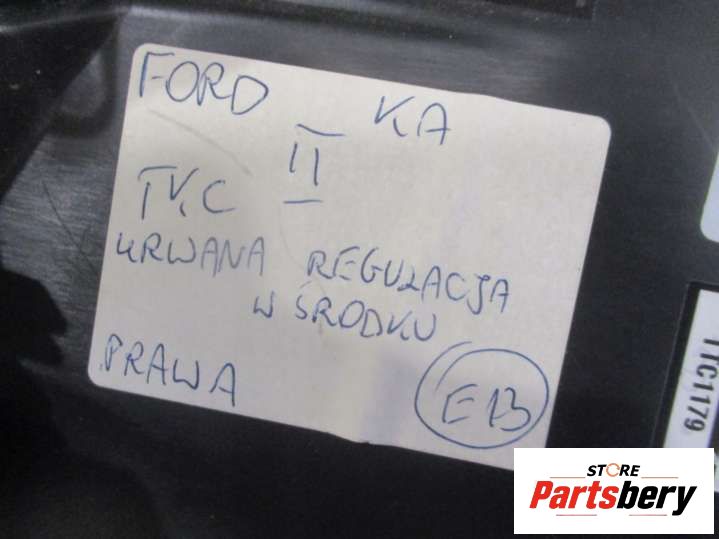 FORD KA
II
TYC
URWANA REGULACJA
W ŚRODKU
PRAWA
E13
TTC1179
STORE
Partsbery